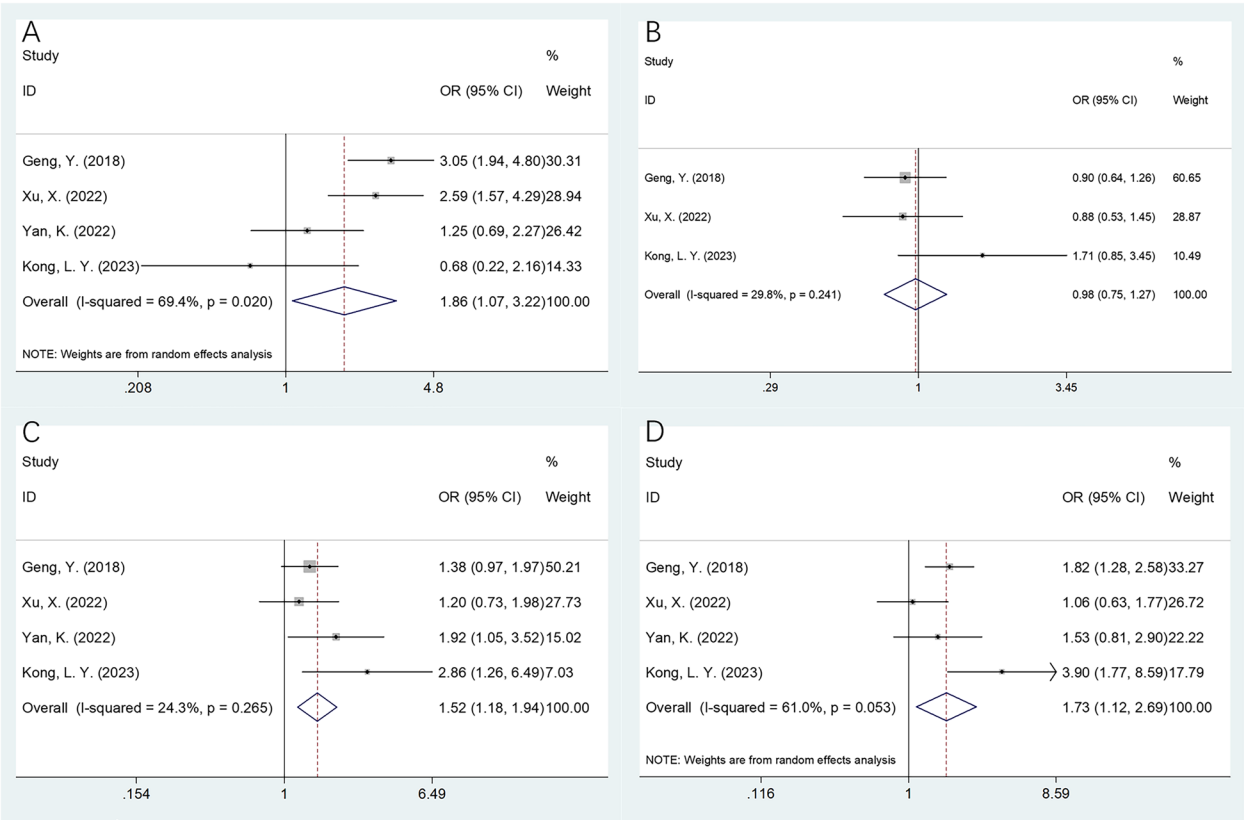 A
Study %
ID OR (95% CI) Weight
Geng, Y. (2018) 3.05 (1.94, 4.80) 30.31
Xu, X. (2022) 2.59 (1.57, 4.29) 28.94
Yan, K. (2022) 1.25 (0.69, 2.27) 26.42
Kong, L. Y. (2023) 0.68 (0.22, 2.16) 14.33
Overall (I-squared = 69.4%, p = 0.020) 1.86 (1.07, 3.22) 100.00
NOTE: Weights are from random effects analysis
.208 1 4.8
B
Study %
ID OR (95% CI) Weight
Geng, Y. (2018) 0.90 (0.64, 1.26) 60.65
Xu, X. (2022) 0.88 (0.53, 1.45) 28.87
Kong, L. Y. (2023) 1.71 (0.85, 3.45) 10.49
Overall (I-squared = 29.8%, p = 0.241) 0.98 (0.75, 1.27) 100.00
.29 1 3.45
C
Study %
ID OR (95% CI) Weight
Geng, Y. (2018) 1.38 (0.97, 1.97) 50.21
Xu, X. (2022) 1.20 (0.73, 1.98) 27.73
Yan, K. (2022) 1.92 (1.05, 3.52) 15.02
Kong, L. Y. (2023) 2.86 (1.26, 6.49) 7.03
Overall (I-squared = 24.3%, p = 0.265) 1.52 (1.18, 1.94) 100.00
.154 1 6.49
D
Study %
ID OR (95% CI) Weight
Geng, Y. (2018) 1.82 (1.28, 2.58) 33.27
Xu, X. (2022) 1.06 (0.63, 1.77) 26.72
Yan, K. (2022) 1.53 (0.81, 2.90) 22.22
Kong, L. Y. (2023) 3.90 (1.77, 8.59) 17.79
Overall (I-squared = 61.0%, p = 0.053) 1.73 (1.12, 2.69) 100.00
NOTE: Weights are from random effects analysis
.116 1 8.59